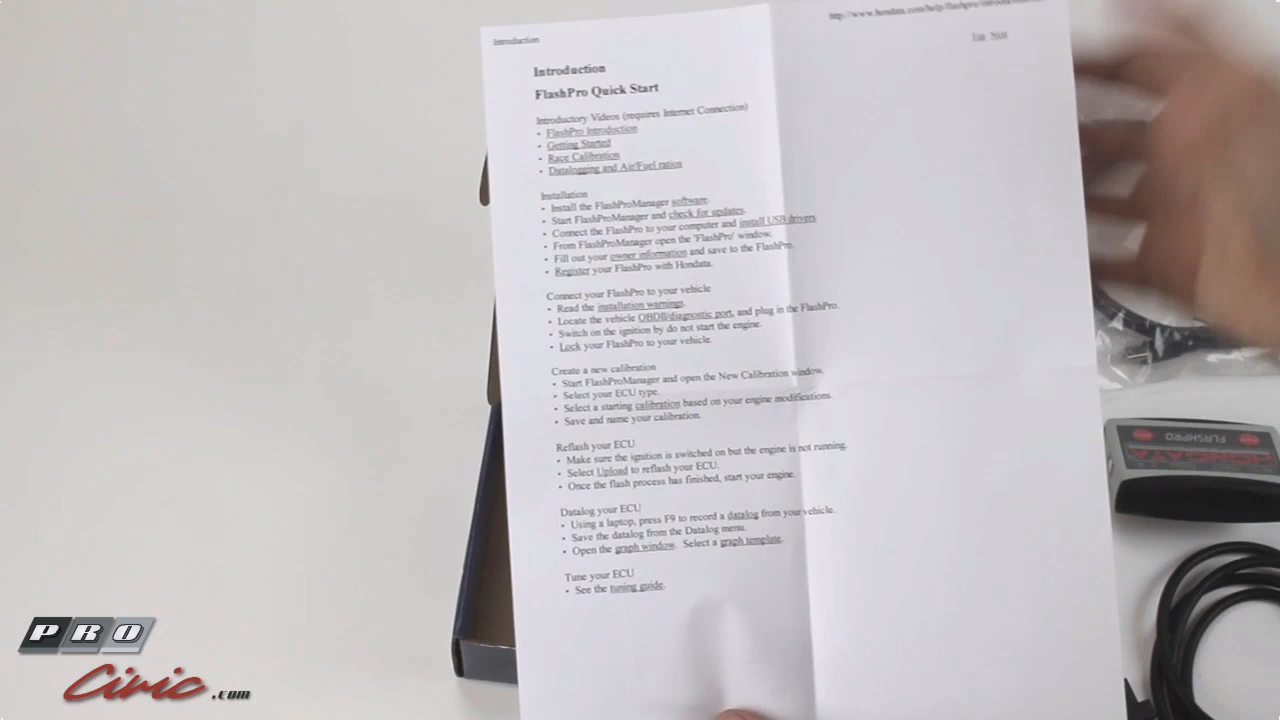 Introduction
Introduction
FlashPro Quick Start
Introductory Videos (requires Internet Connection)
• FlashPro Introduction
• Getting Started
• Race Calibration
• Datalogging and Air/Fuel ratios
Installation
• Install the FlashProManager software.
• Start FlashProManager and check for updates.
• Connect the FlashPro to your computer and install USB drivers
• From FlashProManager open the 'FlashPro' window.
• Fill out your owner information and save to the FlashPro.
• Register your FlashPro with Hondata.
Connect your FlashPro to your vehicle
• Read the installation warnings.
• Locate the vehicle OBDII/diagnostic port, and plug in the FlashPro.
• Switch on the ignition by do not start the engine.
• Lock your FlashPro to your vehicle.
Create a new calibration
• Start FlashProManager and open the New Calibration window.
• Select your ECU type.
• Select a starting calibration based on your engine modifications.
• Save and name your calibration.
Reflash your ECU
• Make sure the ignition is switched on but the engine is not running.
• Select Upload to reflash your ECU.
• Once the flash process has finished, start your engine.
Datalog your ECU
• Using a laptop, press F9 to record a datalog from your vehicle.
• Save the datalog from the Datalog menu.
• Open the graph window. Select a graph template.
Tune your ECU
• See the tuning guide.
Top Next
HONDATA
FLASHPRO
PRO
Civic.com